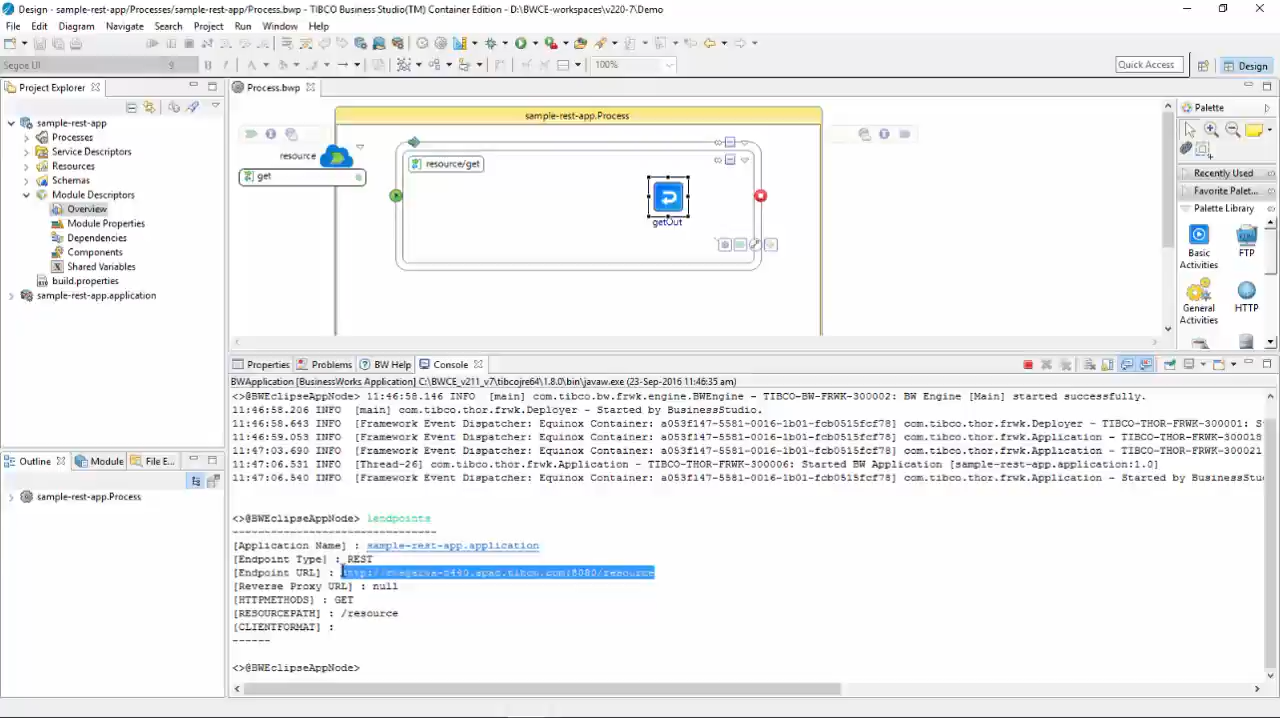 Design - sample-rest-app/Processes/sample-rest-app/Process.bwp - TIBCO Business Studio(TM) Container Edition - D:\BWCE-workspaces\v220-7\Demo
File Edit Diagram Navigate Search Project Run Window Help
Segoe UI 9 100% Quick Access Design
Project Explorer
Process.bwp
sample-rest-app
Processes
Service Descriptors
Resources
Schemas
Module Descriptors
Overview
Module Properties
Dependencies
Components
Shared Variables
build.properties
sample-rest-app.application
sample-rest-app.Process
resource
get
resource/get
getOut
Palette
Recently Used
Favorite Palet...
Palette Library
Basic Activities
FTP
General Activities
HTTP
Outline Module File E...
sample-rest-app.Process
Properties Problems BW Help Console
BWApplication [BusinessWorks Application] C:\BWCE_v211_v7\tibcojre64\1.8.0\bin\javaw.exe (23-Sep-2016 11:46:35 am)
<>@BWEclipseAppNode> 11:46:58.146 INFO [main] com.tibco.bw.frwk.engine.BWEngine - TIBCO-BW-FRWK-300002: BW Engine [Main] started successfully.
11:46:58.206 INFO [main] com.tibco.thor.frwk.Deployer - Started by BusinessStudio.
11:46:58.643 INFO [Framework Event Dispatcher: Equinox Container: a053f147-5581-0016-1b01-fcb0515fcf78] com.tibco.thor.frwk.Deployer - TIBCO-THOR-FRWK-300001: S
11:46:59.053 INFO [Framework Event Dispatcher: Equinox Container: a053f147-5581-0016-1b01-fcb0515fcf78] com.tibco.thor.frwk.Application - TIBCO-THOR-FRWK-300018
11:47:03.690 INFO [Framework Event Dispatcher: Equinox Container: a053f147-5581-0016-1b01-fcb0515fcf78] com.tibco.thor.frwk.Application - TIBCO-THOR-FRWK-300021
11:47:06.531 INFO [Thread-26] com.tibco.thor.frwk.Application - TIBCO-THOR-FRWK-300006: Started BW Application [sample-rest-app.application:1.0]
11:47:06.540 INFO [Framework Event Dispatcher: Equinox Container: a053f147-5581-0016-1b01-fcb0515fcf78] com.tibco.thor.frwk.Application - Started by BusinessStu
<>@BWEclipseAppNode> lendpoints
------------------------------
[Application Name] : sample-rest-app.application
[Endpoint Type] : REST
[Endpoint URL] :
[Reverse Proxy URL] : null
[HTTPMETHODS] : GET
[RESOURCEPATH] : /resource
[CLIENTFORMAT] :
------
<>@BWEclipseAppNode>